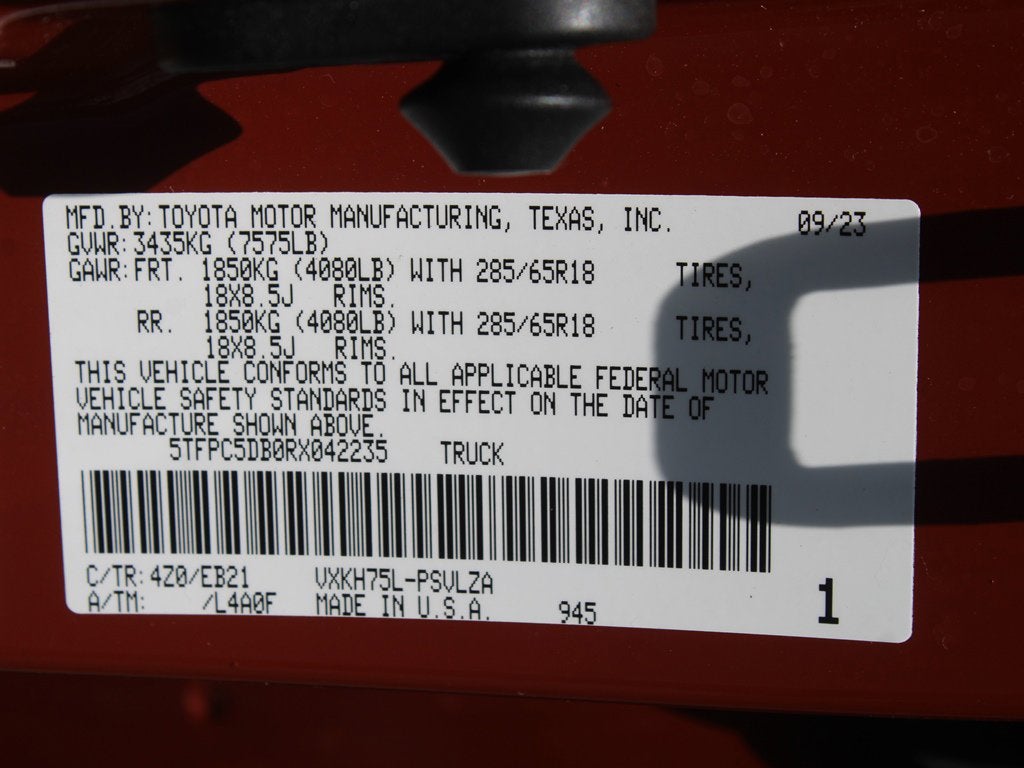 MFD.BY: TOYOTA MOTOR MANUFACTURING, TEXAS, INC. 09/23
GVWR: 3435KG (7575LB)
GAWR: FRT. 1850KG (4080LB) WITH 285/65R18 TIRES,
18X8.5J RIMS.
RR. 1850KG (4080LB) WITH 285/65R18 TIRES,
18X8.5J RIMS.
THIS VEHICLE CONFORMS TO ALL APPLICABLE FEDERAL MOTOR
VEHICLE SAFETY STANDARDS IN EFFECT ON THE DATE OF
MANUFACTURE SHOWN ABOVE.
5TFPC5DB0RX042235 TRUCK
C/TR: 4Z0/EB21 VXKH75L-PSVLZA
A/TM: /L4A0F MADE IN U.S.A. 945 1